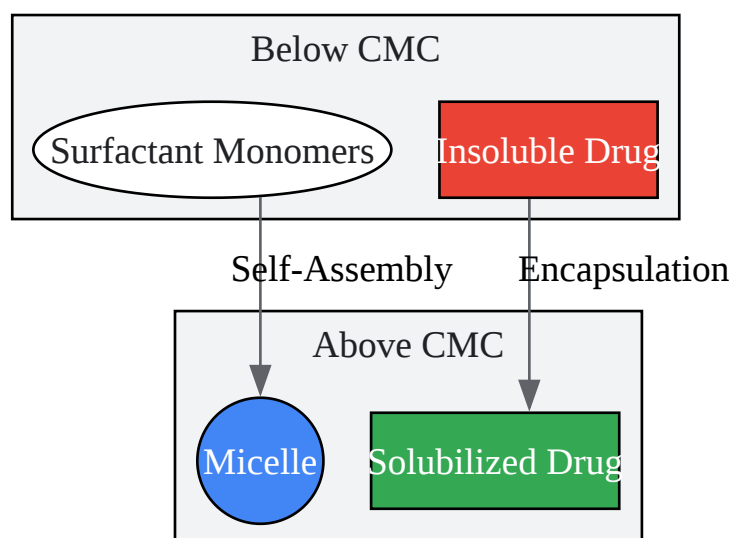 Below CMC
Surfactant Monomers
Insoluble Drug
Self-Assembly
Encapsulation
Above CMC
Micelle
Solubilized Drug